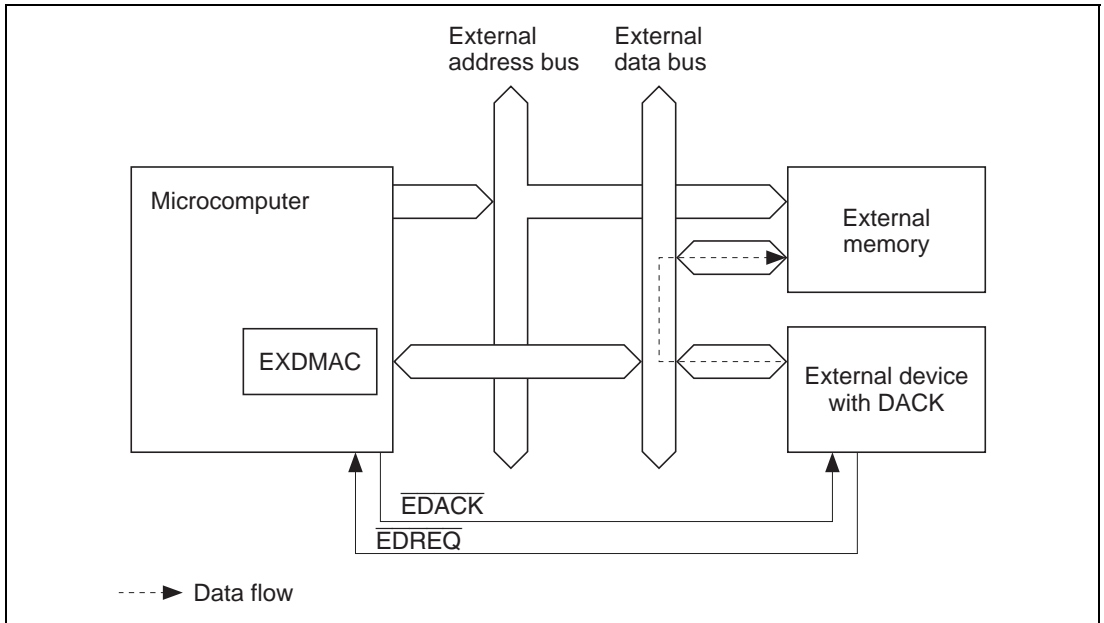 External
address bus
External
data bus
Microcomputer
External
memory
EXDMAC
External device
with DACK
EDACK
EDREQ
Data flow